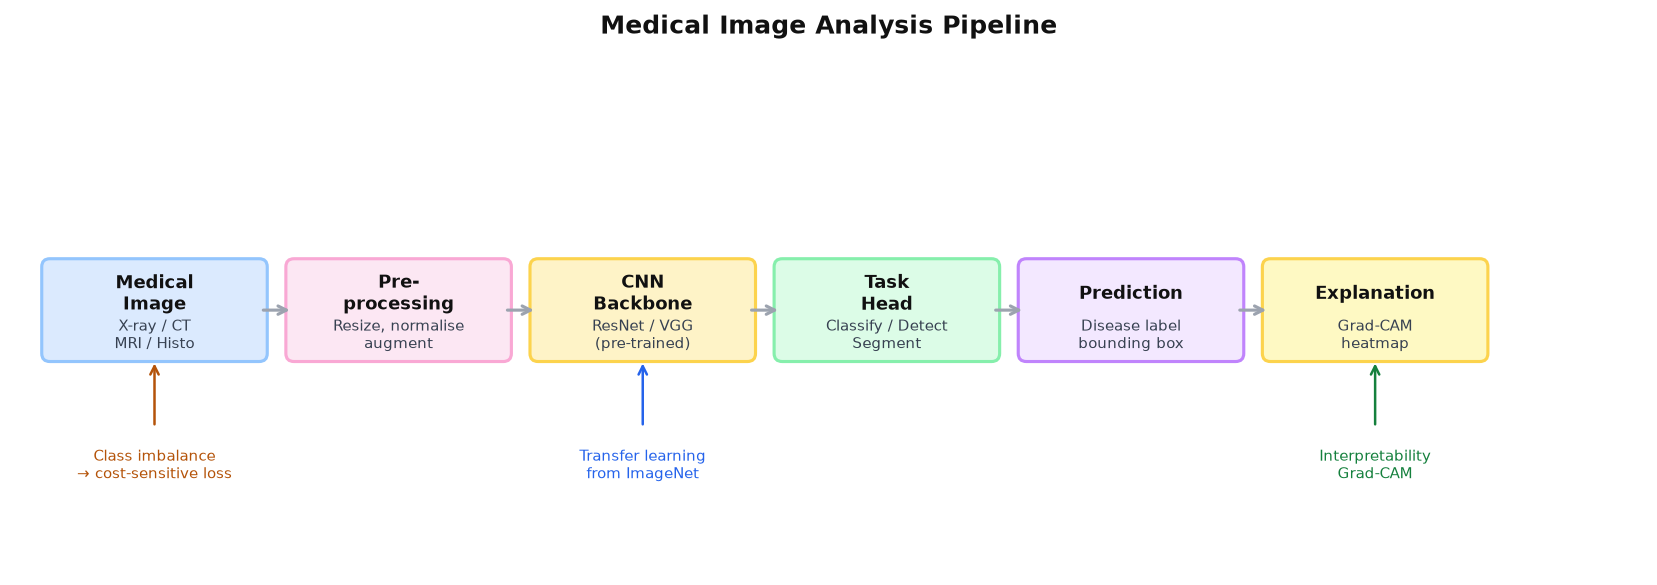 Medical Image Analysis Pipeline
Medical
Image
X-ray / CT
MRI / Histo
Pre-
processing
Resize, normalise
augment
CNN
Backbone
ResNet / VGG
(pre-trained)
Task
Head
Classify / Detect
Segment
Prediction
Disease label
bounding box
Explanation
Grad-CAM
heatmap
Class imbalance
→ cost-sensitive loss
Transfer learning
from ImageNet
Interpretability
Grad-CAM